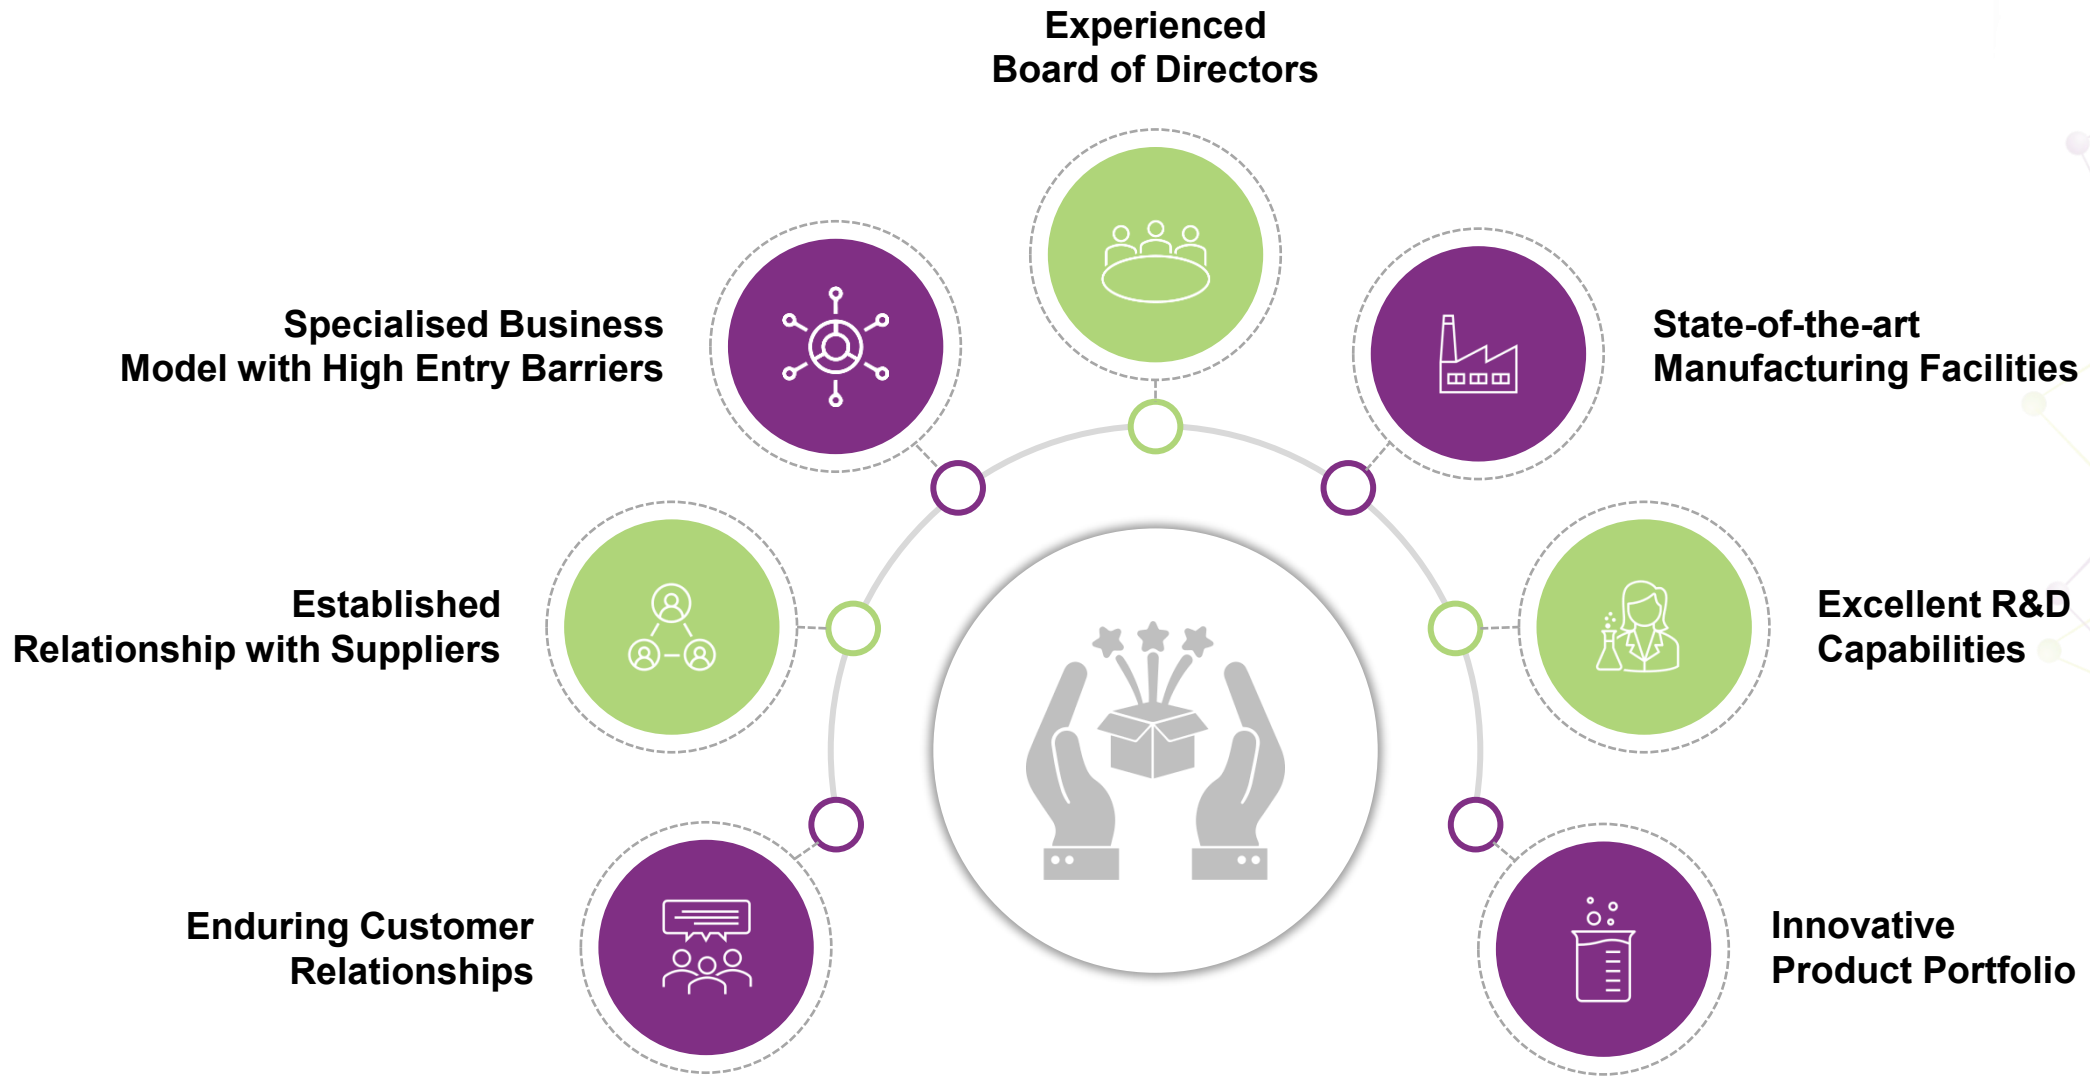 Experienced
Board of Directors
Specialised Business
Model with High Entry Barriers
State-of-the-art
Manufacturing Facilities
Established
Relationship with Suppliers
Excellent R&D
Capabilities
Enduring Customer
Relationships
Innovative
Product Portfolio